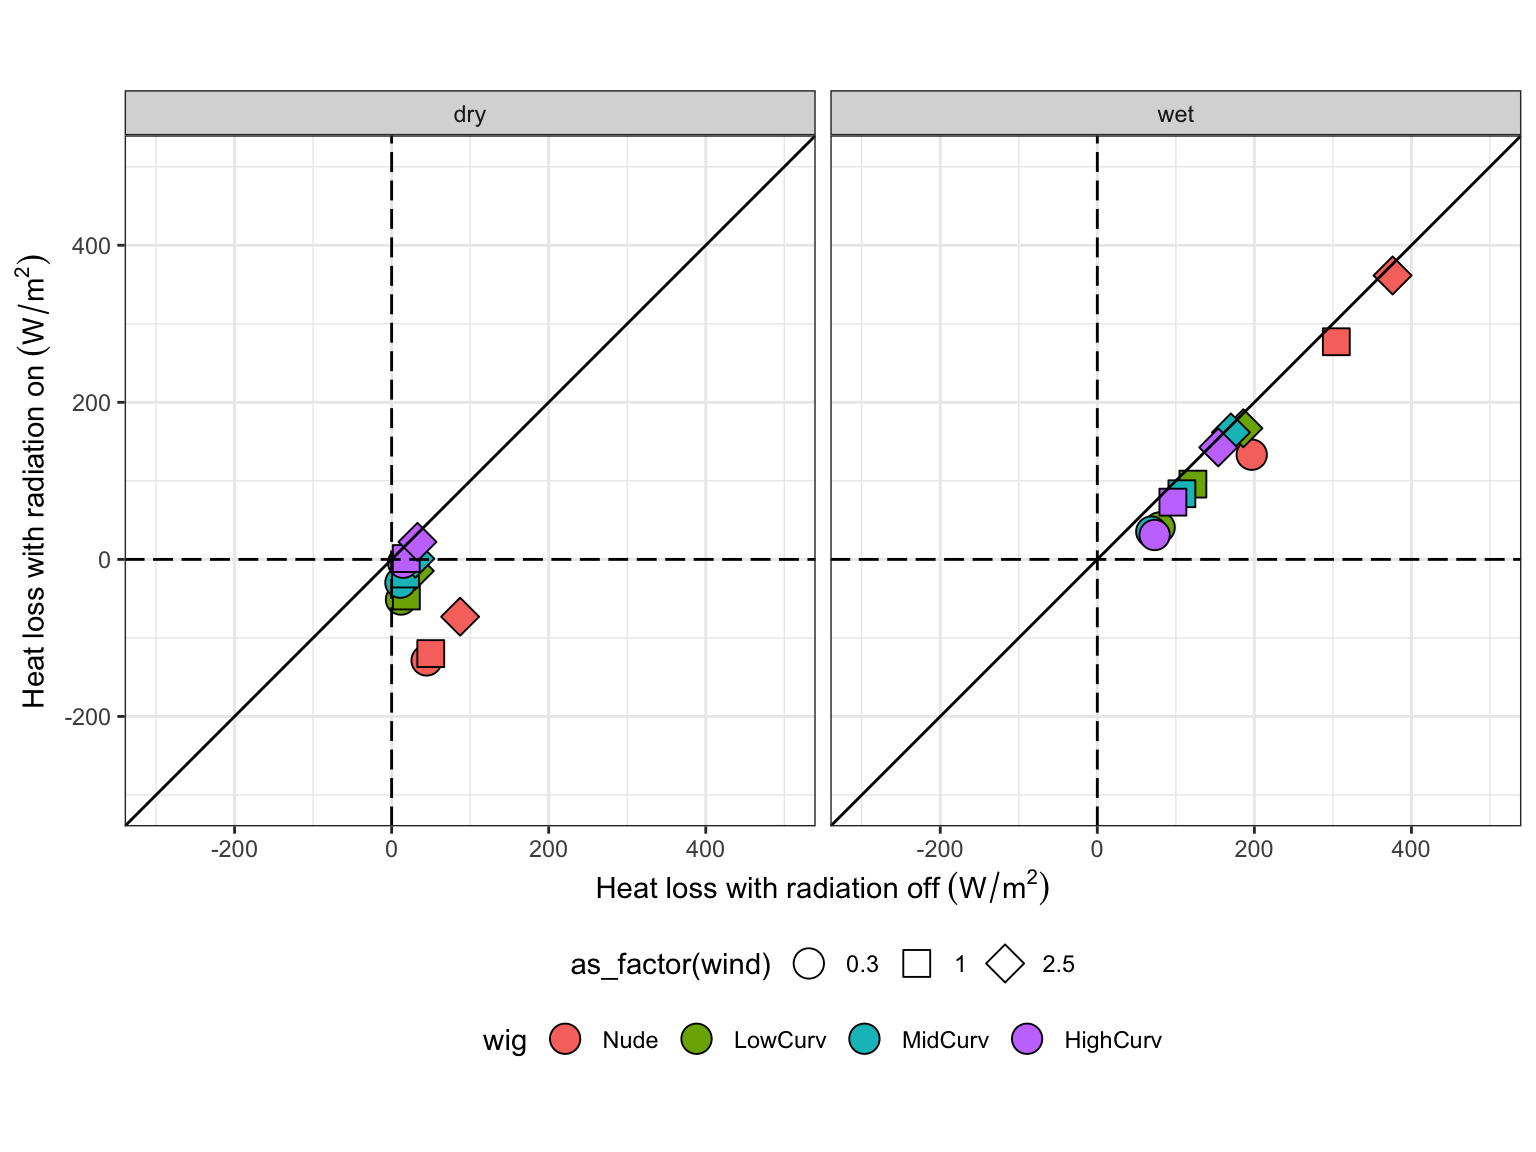 dry
wet
Heat loss with radiation on (W/m²)
400
200
0
-200
-200
0
200
400
-200
0
200
400
Heat loss with radiation off (W/m²)
as_factor(wind) 0.3 1 2.5
wig Nude LowCurv MidCurv HighCurv